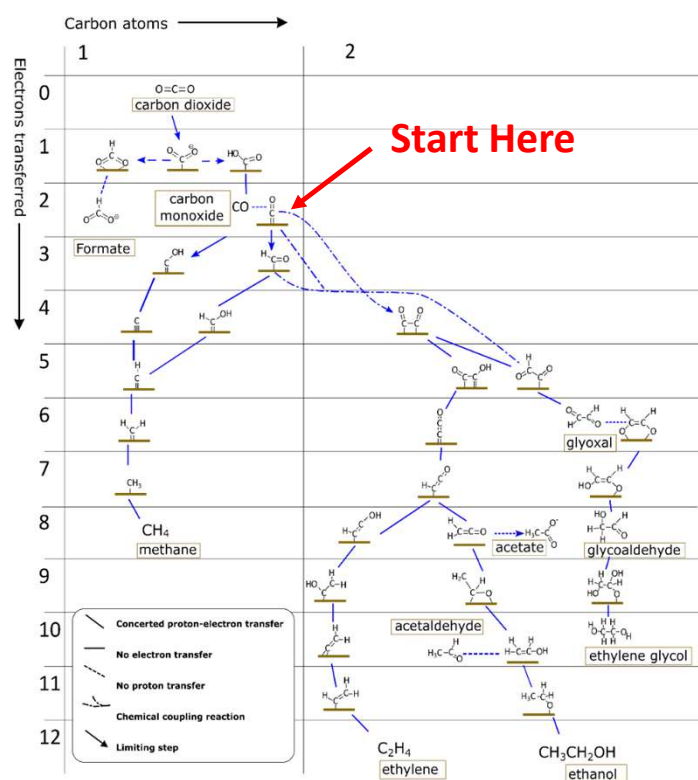 Carbon atoms
1 2
Electrons transferred
0
O=C=O
carbon dioxide
1
Start Here
2
carbon
monoxide
CO
Formate
3
4
5
6
glyoxal
7
8
CH₄
methane
acetate
glycoaldehyde
9
acetaldehyde
10
ethylene glycol
11
12
C₂H₄
ethylene
CH₃CH₂OH
ethanol
Concerted proton-electron transfer
No electron transfer
No proton transfer
Chemical coupling reaction
Limiting step